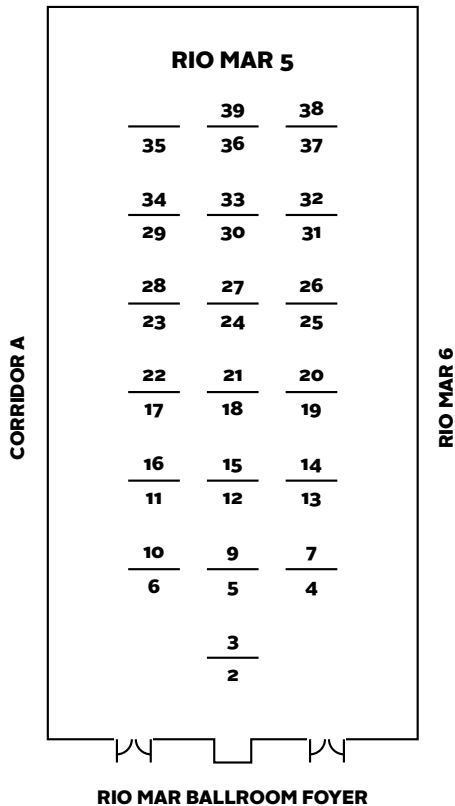 RIO MAR 5
39 38
35 36 37
34 33 32
29 30 31
28 27 26
23 24 25
CORRIDOR A
RIO MAR 6
22 21 20
17 18 19
16 15 14
11 12 13
10 9 7
6 5 4
3
2
RIO MAR BALLROOM FOYER